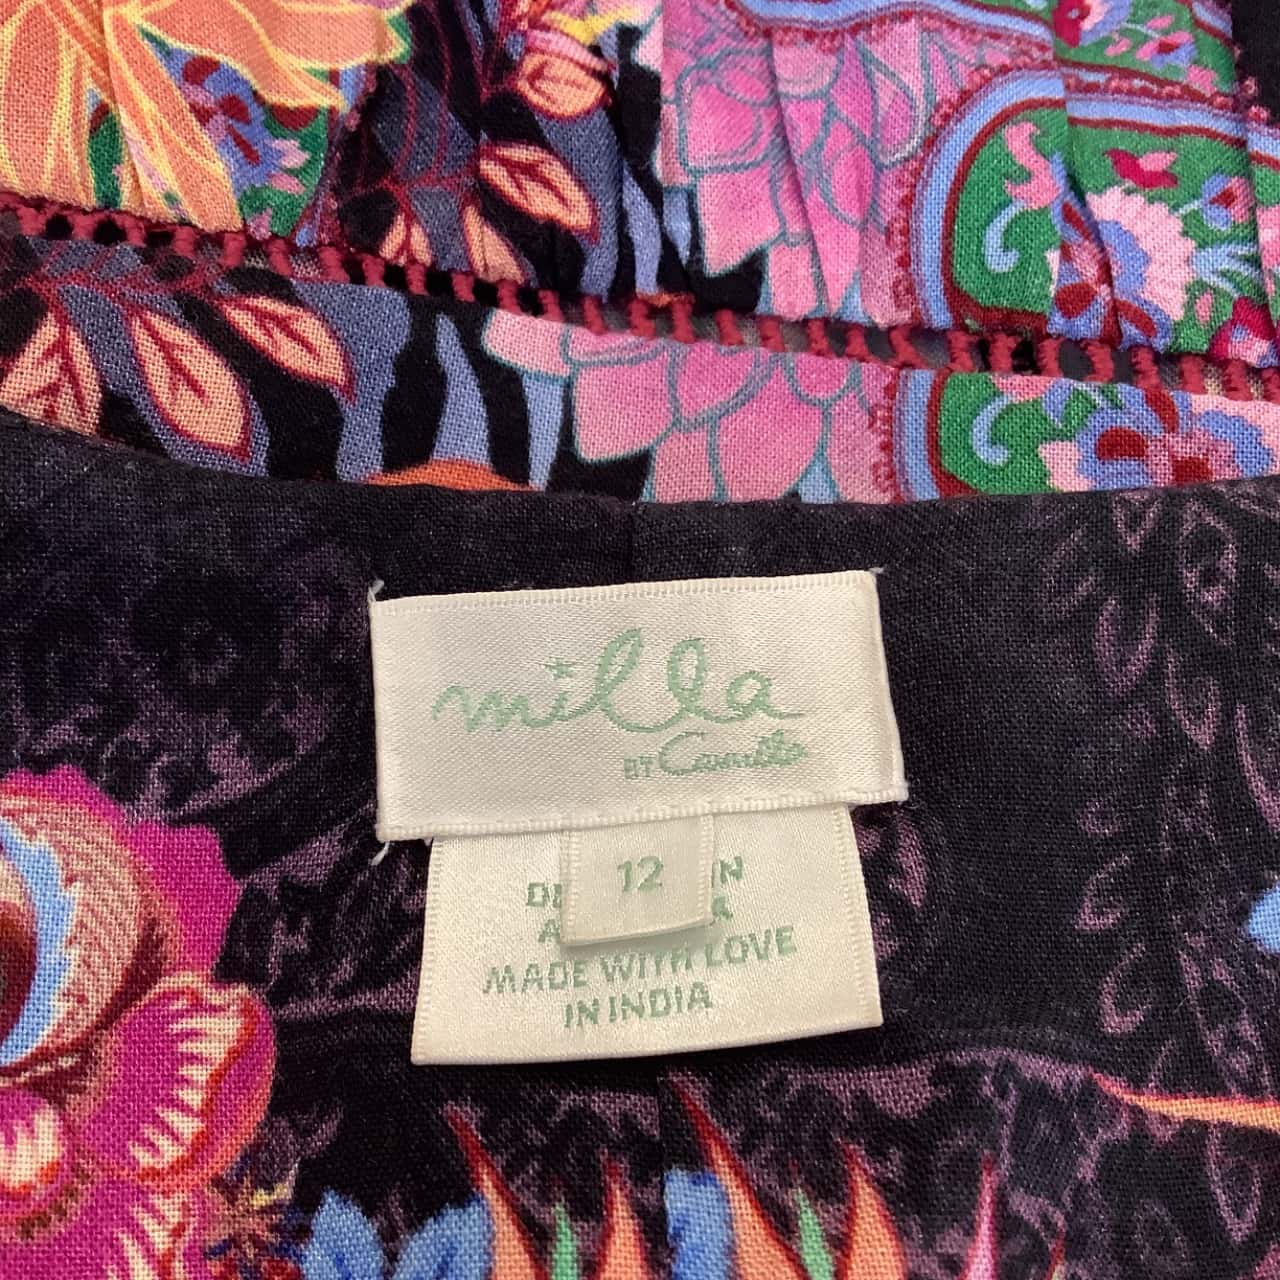 milla
BY Camilla
12
MADE WITH LOVE
IN INDIA